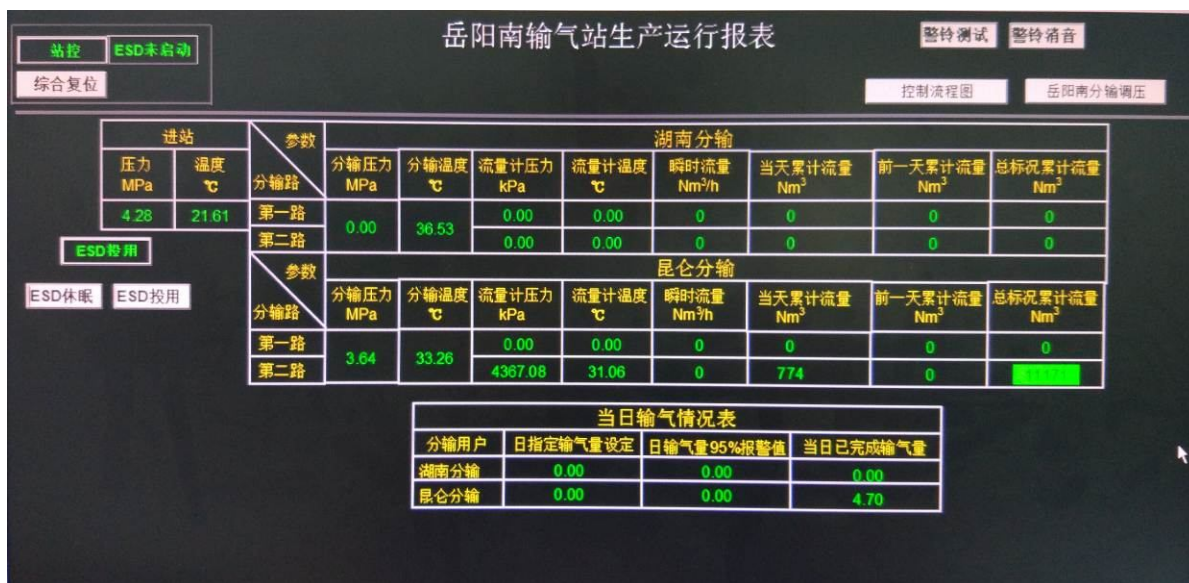 岳阳南输气站生产运行报表
站控 ESD未启动
警铃测试 警铃消音
综合复位
控制流程图 岳阳南分输调压
进站 参数 湖南分输
压力 MPa 温度 ℃ 分输路 分输压力 MPa 分输温度 ℃ 流量计压力 kPa 流量计温度 ℃ 瞬时流量 Nm³/h 当天累计流量 Nm³ 前一天累计流量 Nm³ 总标况累计流量 Nm³
4.28 21.61 第一路 0.00 36.53 0.00 0.00 0 0 0 0
第二路 0.00 0.00 0 0 0 0
ESD投用
参数 昆仑分输
ESD休眠 ESD投用
分输路 分输压力 MPa 分输温度 ℃ 流量计压力 kPa 流量计温度 ℃ 瞬时流量 Nm³/h 当天累计流量 Nm³ 前一天累计流量 Nm³ 总标况累计流量 Nm³
第一路 3.64 33.26 0.00 0.00 0 0 0 0
第二路 4367.08 31.06 0 774 0
当日输气情况表
分输用户 日指定输气量设定 日输气量95%报警值 当日已完成输气量
湖南分输 0.00 0.00 0.00
昆仑分输 0.00 0.00 4.70